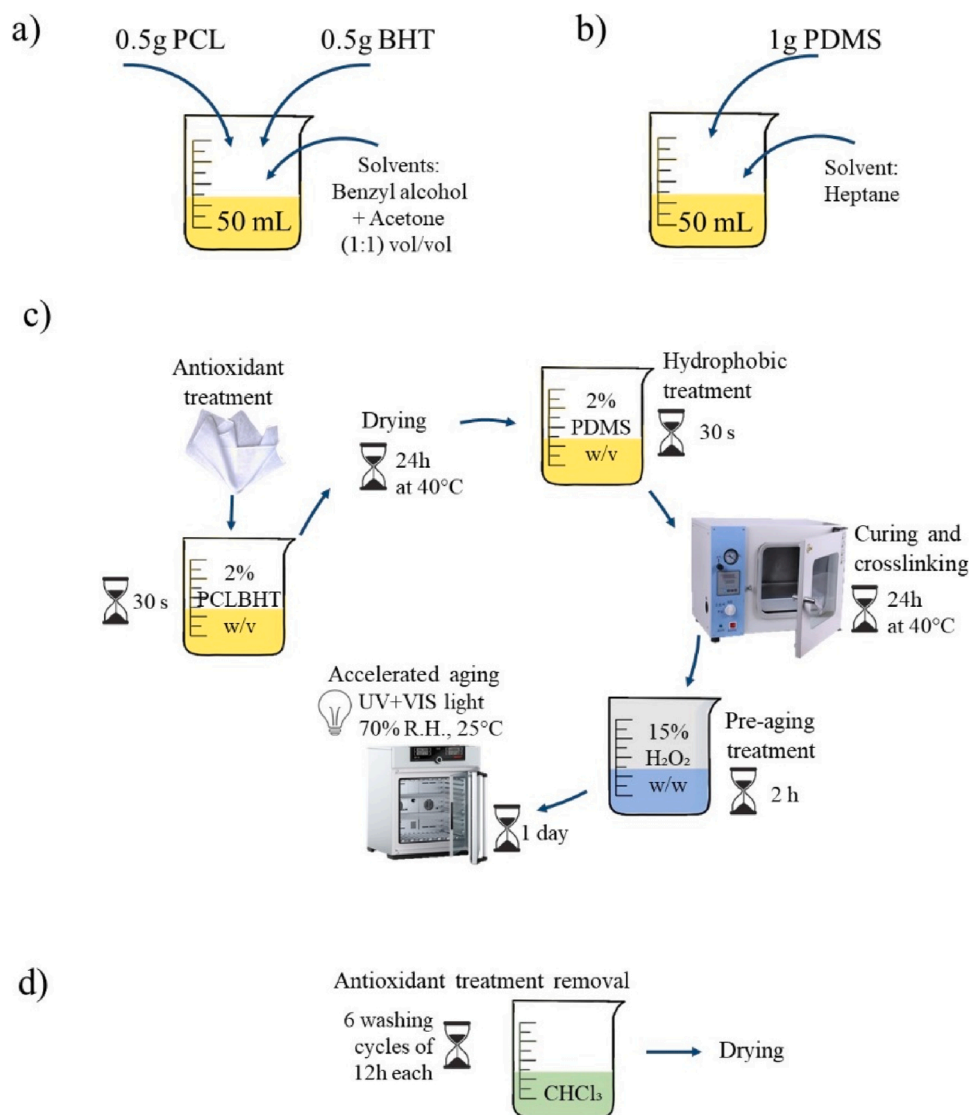 a)
0.5g PCL
0.5g BHT
50 mL
Solvents:
Benzyl alcohol
+ Acetone
(1:1) vol/vol
b)
1g PDMS
50 mL
Solvent:
Heptane
c)
Antioxidant
treatment
30 s
2%
PCLBHT
w/v
Drying
24h
at 40°C
2%
PDMS
w/v
Hydrophobic
treatment
30 s
Curing and
crosslinking
24h
at 40°C
15%
H₂O₂
w/w
Pre-aging
treatment
2 h
Accelerated aging
UV+VIS light
70% R.H., 25°C
1 day
d)
Antioxidant treatment removal
6 washing
cycles of
12h each
CHCl₃
Drying